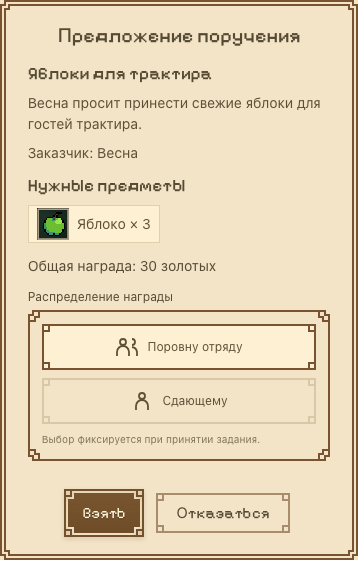 Предложение поручения
Яблоки для трактира
Весна просит принести свежие яблоки для
гостей трактира.
Заказчик: Весна
Нужные предметы
Яблоко × 3
Общая награда: 30 золотых
Распределение награды
Поровну отряду
Сдающему
Выбор фиксируется при принятии задания.
Взять
Отказаться